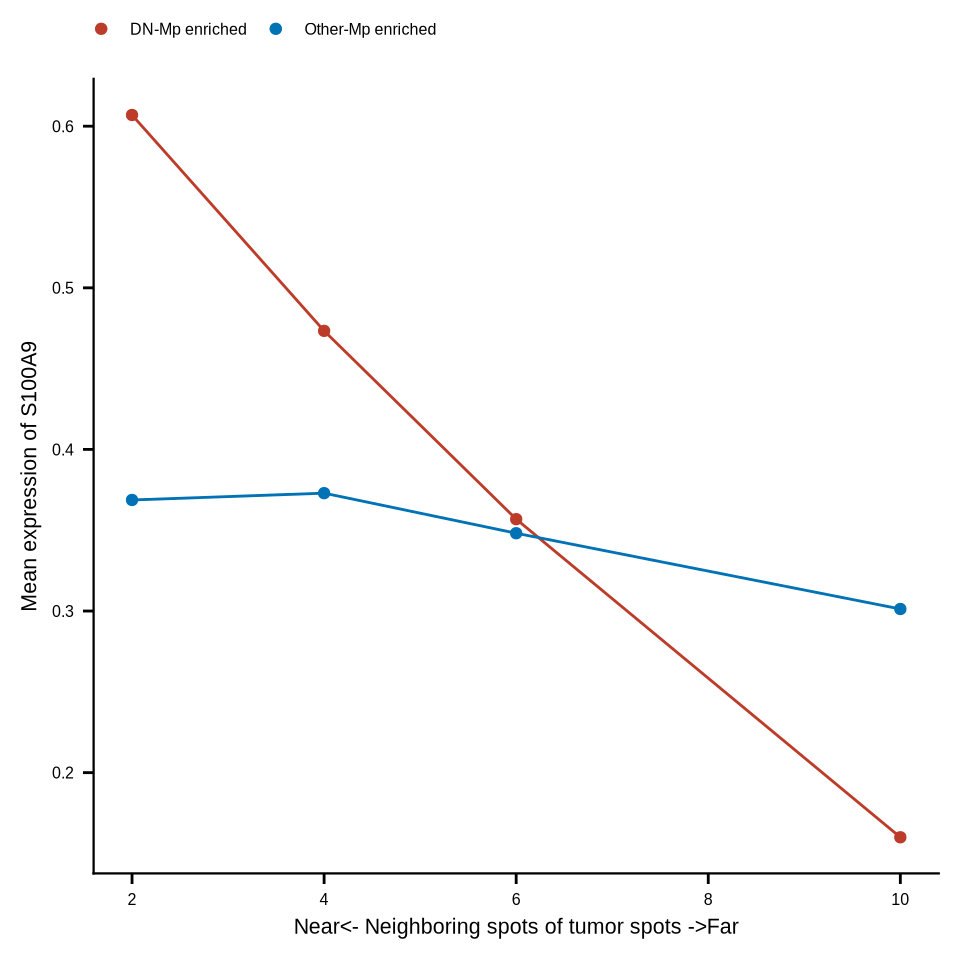 DN-Mp enriched Other-Mp enriched
0.6
0.5
0.4
0.3
0.2
Mean expression of S100A9
2 4 6 8 10
Near<- Neighboring spots of tumor spots ->Far